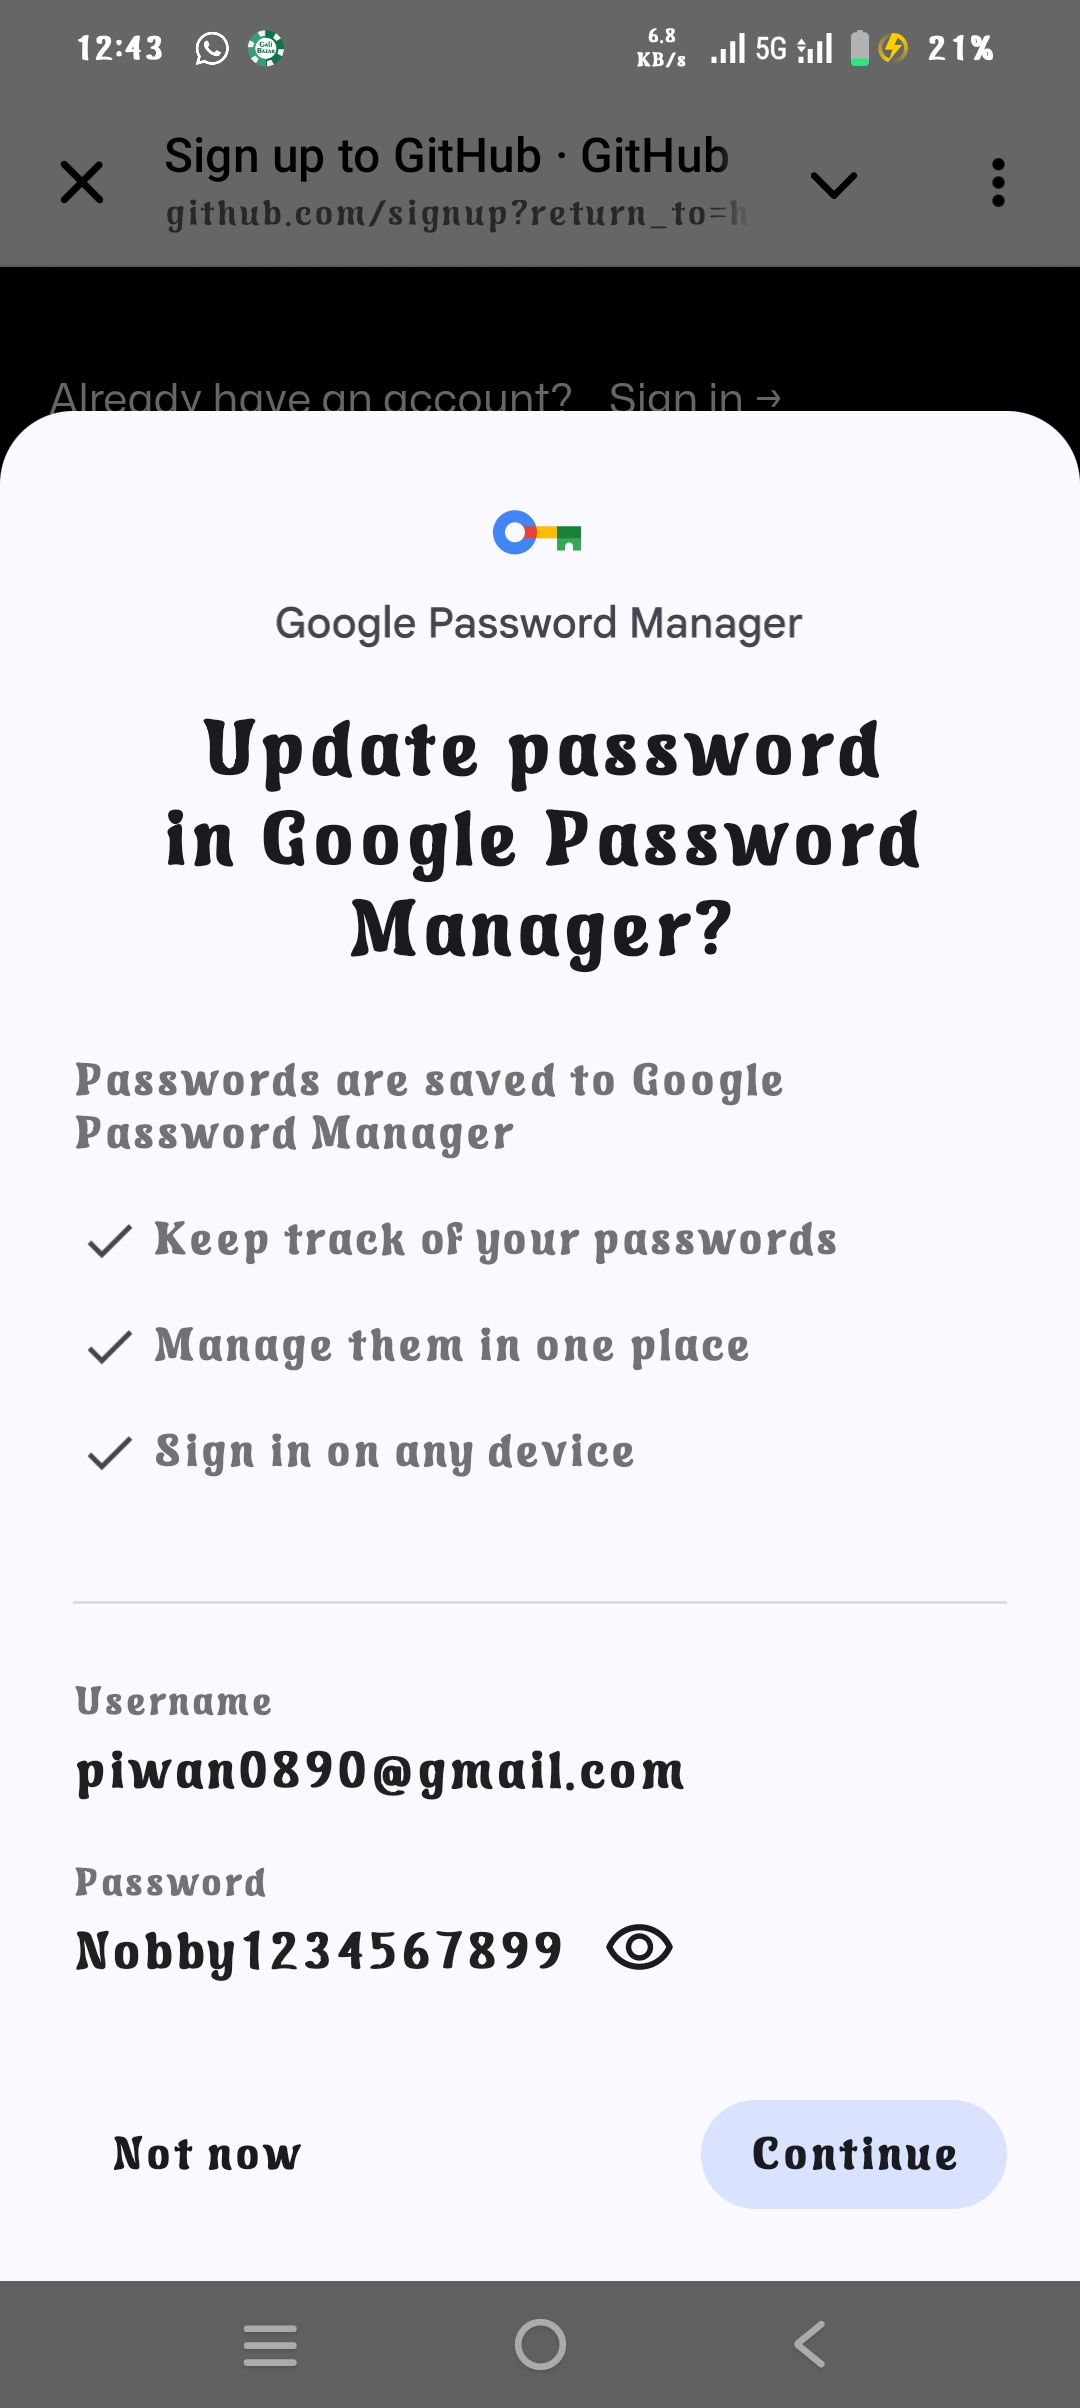 12:43
6.8
KB/s
5G
21%
Sign up to GitHub · GitHub
github.com/signup?return_to=h
Already have an account? Sign in →
Google Password Manager
Update password
in Google Password
Manager?
Passwords are saved to Google
Password Manager
Keep track of your passwords
Manage them in one place
Sign in on any device
Username
piwan0890@gmail.com
Password
Nobby1234567899
Not now
Continue